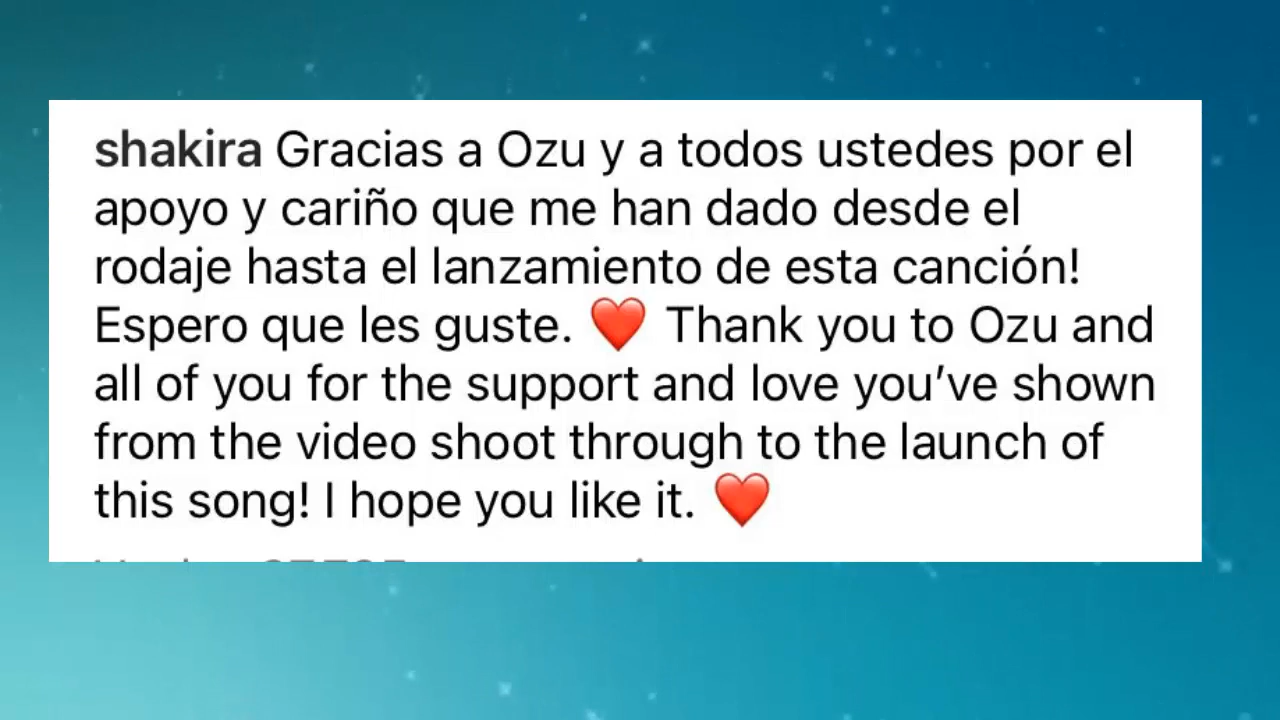 shakira Gracias a Ozu y a todos ustedes por el
apoyo y cariño que me han dado desde el
rodaje hasta el lanzamiento de esta canción!
Espero que les guste. ❤️ Thank you to Ozu and
all of you for the support and love you’ve shown
from the video shoot through to the launch of
this song! I hope you like it. ❤️